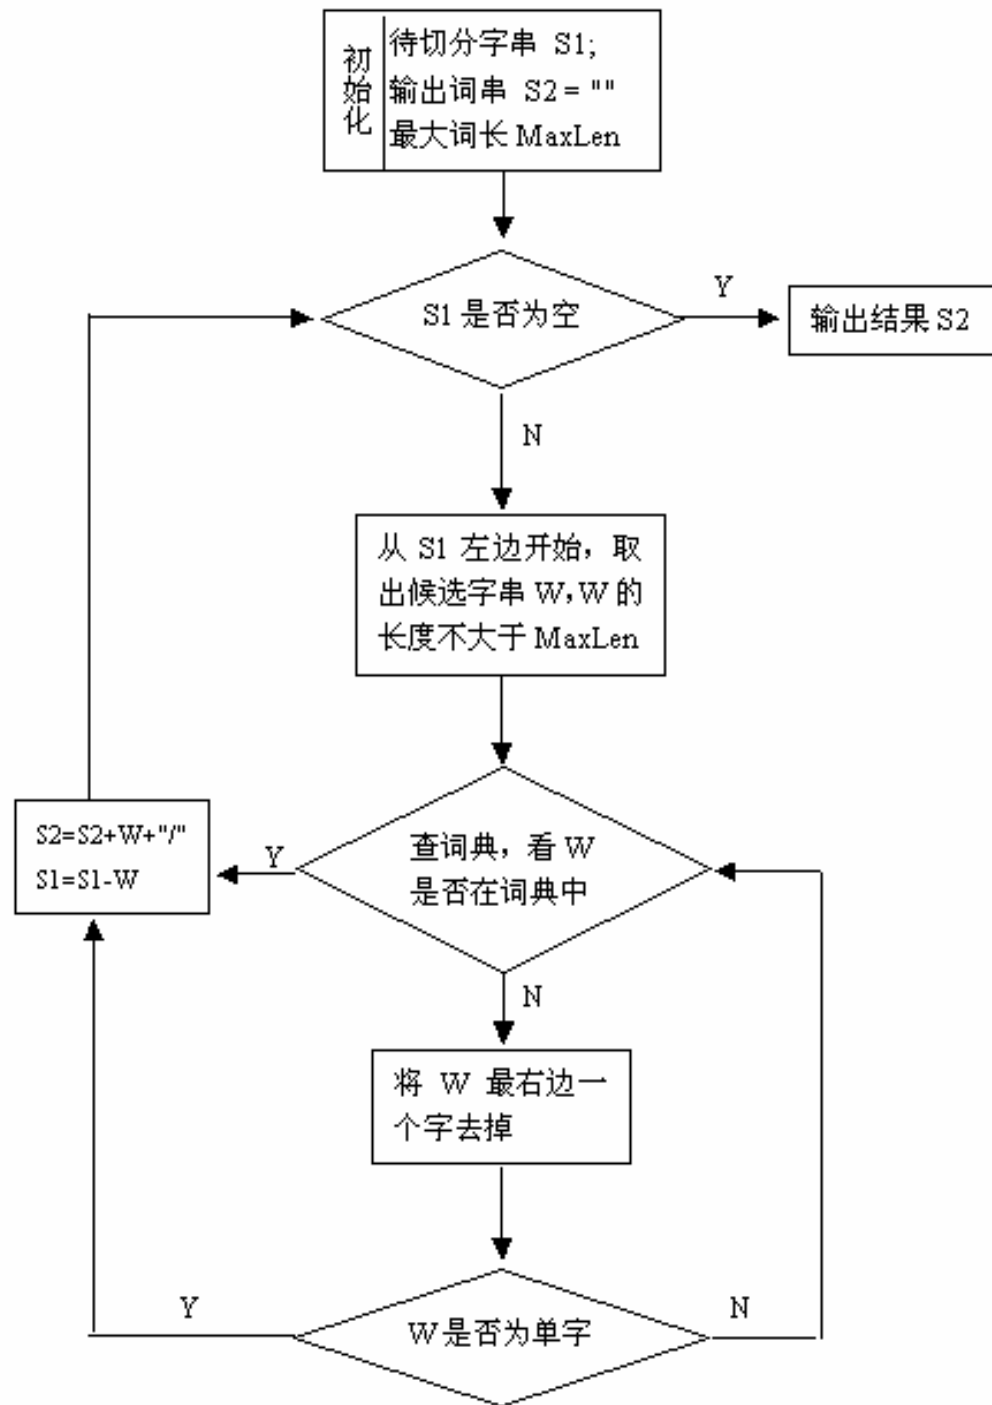 初始化
待切分字串 S1;
输出词串 S2 = ""
最大词长 MaxLen
S1 是否为空
Y
输出结果 S2
N
从 S1 左边开始，取
出候选字串 W，W 的
长度不大于 MaxLen
S2=S2+W+"/"
S1=S1-W
Y
查词典，看 W
是否在词典中
N
将 W 最右边一
个字去掉
Y
W 是否为单字
N